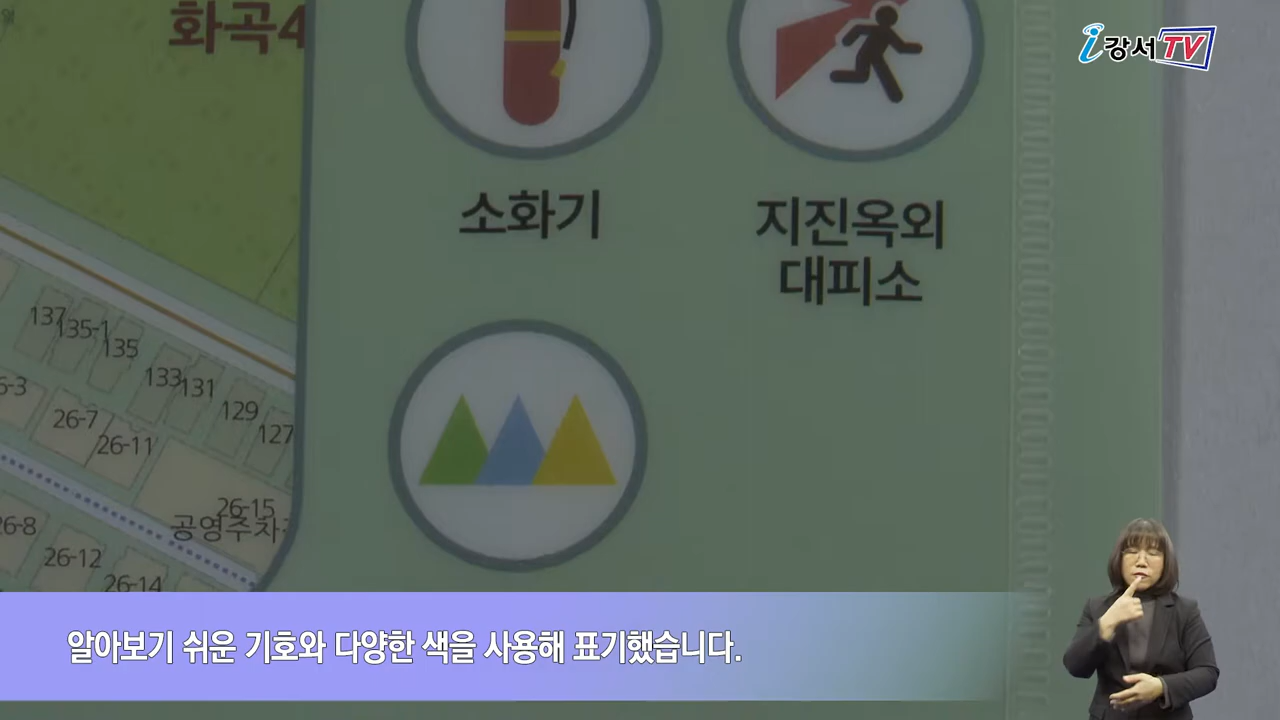 화곡4
i강서TV
소화기
지진옥외
대피소
137
135-1
135
133
131
129
127
26-7
26-11
26-15
공영주차
26-8
26-12
26-14
알아보기 쉬운 기호와 다양한 색을 사용해 표기했습니다.